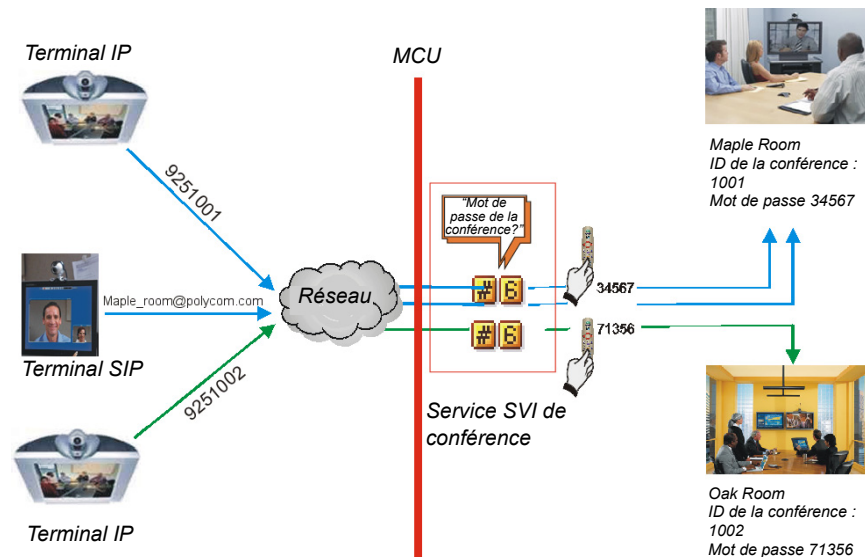 Terminal IP
MCU
9251001
Maple Room
ID de la conférence :
1001
Mot de passe 34567
"Mot de
passe de la
conférence?"
Réseau
# 6
34567
Maple_room@polycom.com
Terminal SIP
# 6
71356
9251002
Service SVI de
conférence
Terminal IP
Oak Room
ID de la conférence :
1002
Mot de passe 71356